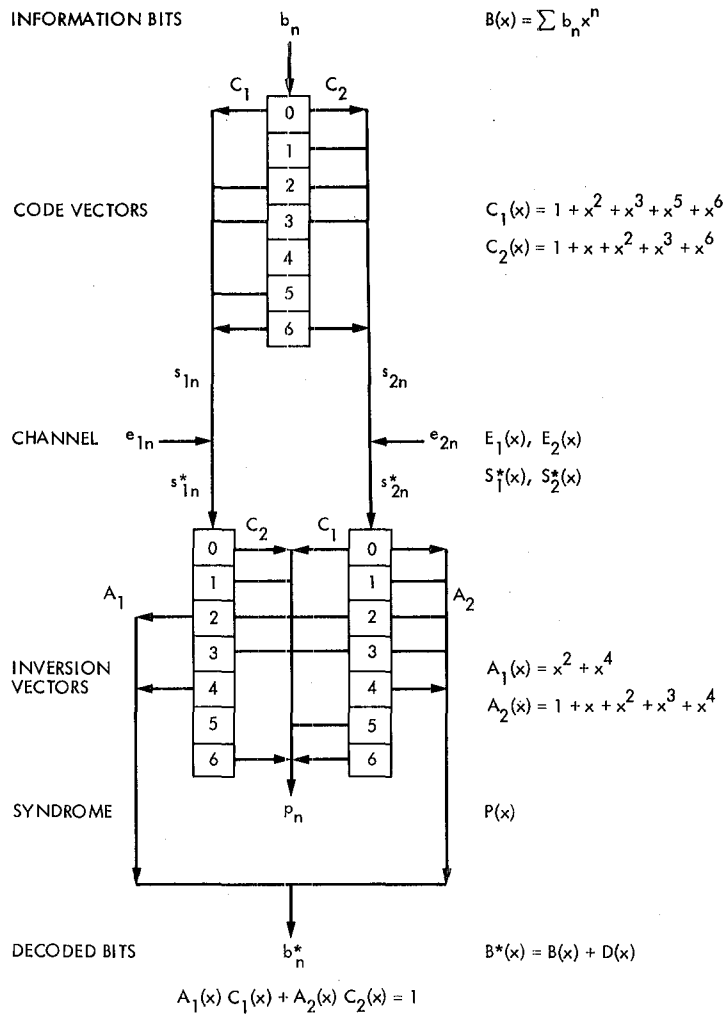 INFORMATION BITS b_n B(x) = ∑ b_n x^n
C_1 C_2
0
1
2
CODE VECTORS 3 C_1(x) = 1 + x^2 + x^3 + x^5 + x^6
4 C_2(x) = 1 + x + x^2 + x^3 + x^6
5
6
s_1n s_2n
CHANNEL e_1n e_2n E_1(x), E_2(x)
s*_1n s*_2n S*_1(x), S*_2(x)
C_2 C_1
0 0
1 1
A_1 A_2
2 2
3 3
INVERSION VECTORS 4 4 A_1(x) = x^2 + x^4
5 5 A_2(x) = 1 + x + x^2 + x^3 + x^4
6 6
SYNDROME p_n P(x)
DECODED BITS b*_n B*(x) = B(x) + D(x)
A_1(x) C_1(x) + A_2(x) C_2(x) = 1